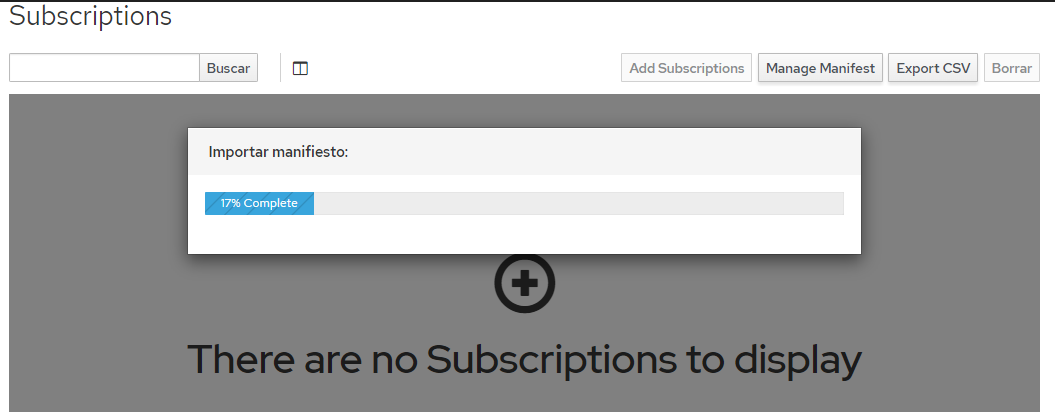 Subscriptions
Buscar
Add Subscriptions
Manage Manifest
Export CSV
Borrar
Importar manifiesto:
17% Complete
There are no Subscriptions to display